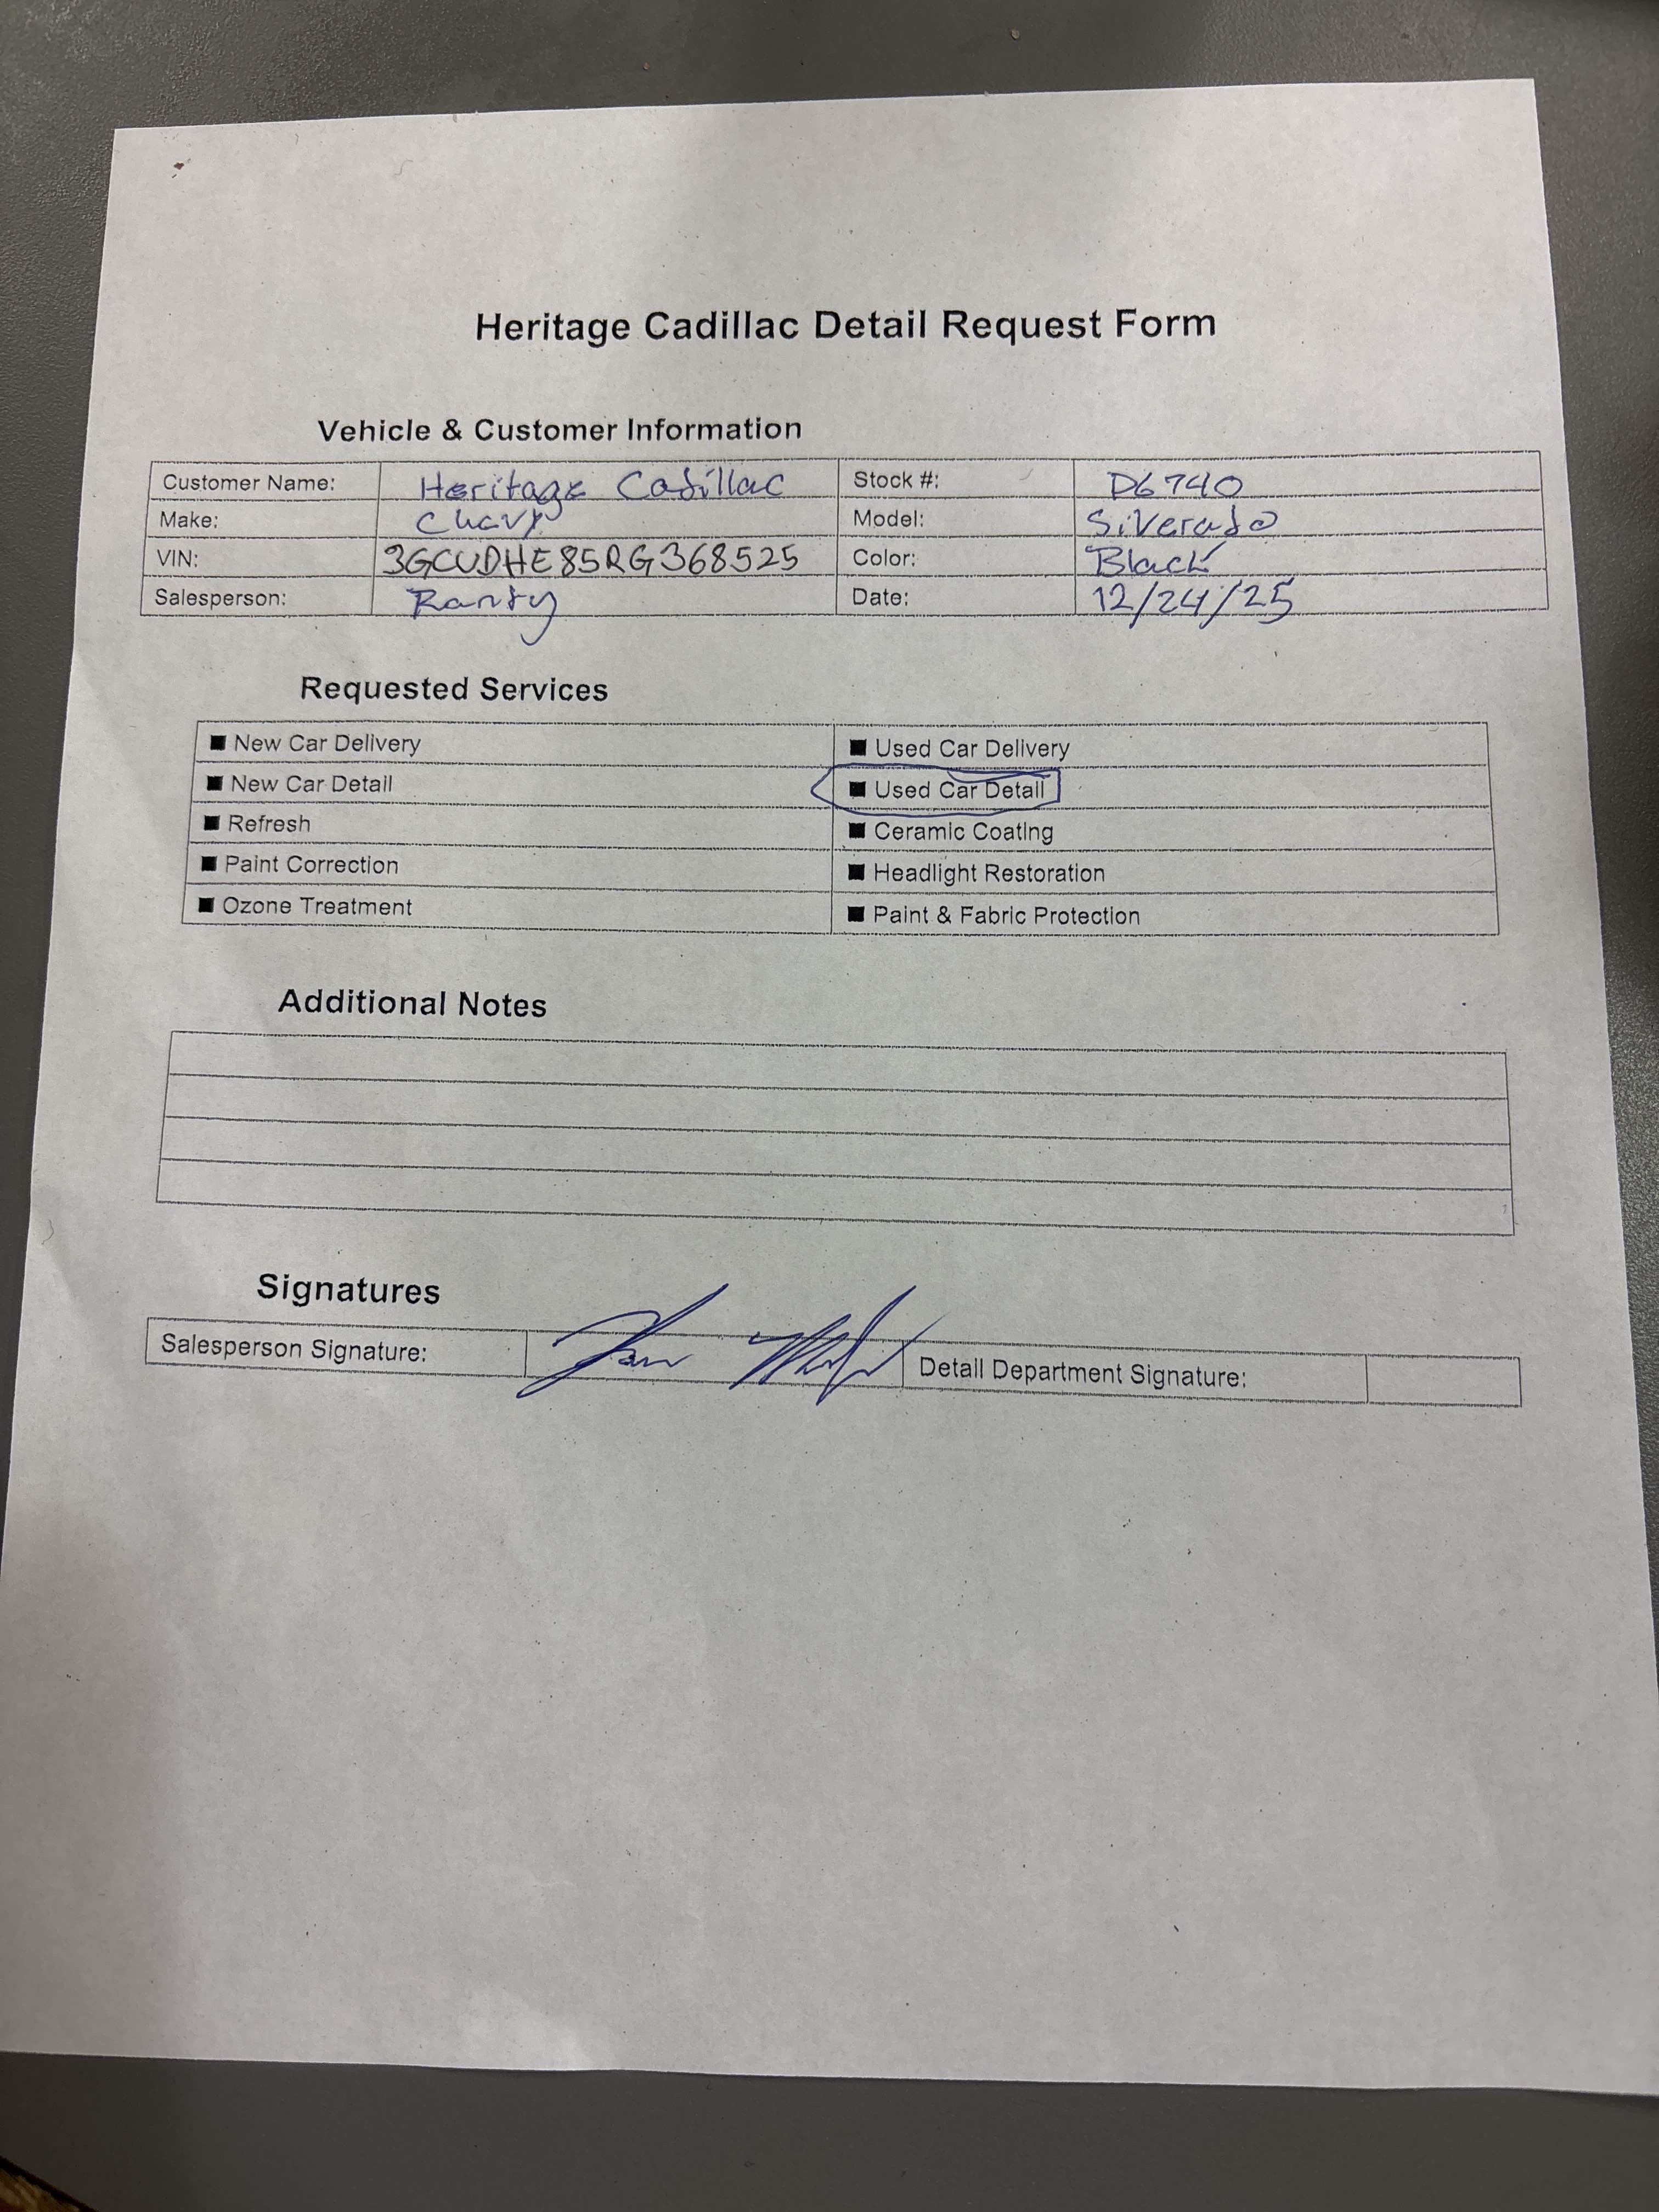 Heritage Cadillac Detail Request Form
Vehicle & Customer Information
Customer Name: Heritage Cadillac Stock #: D6740
Make: Chevy Model: Silverado
VIN: 3GCUDHE85RG368525 Color: Black
Salesperson: Randy Date: 12/24/25
Requested Services
■ New Car Delivery ■ Used Car Delivery
■ New Car Detail ■ Used Car Detail
■ Refresh ■ Ceramic Coating
■ Paint Correction ■ Headlight Restoration
■ Ozone Treatment ■ Paint & Fabric Protection
Additional Notes
Signatures
Salesperson Signature: Detail Department Signature: